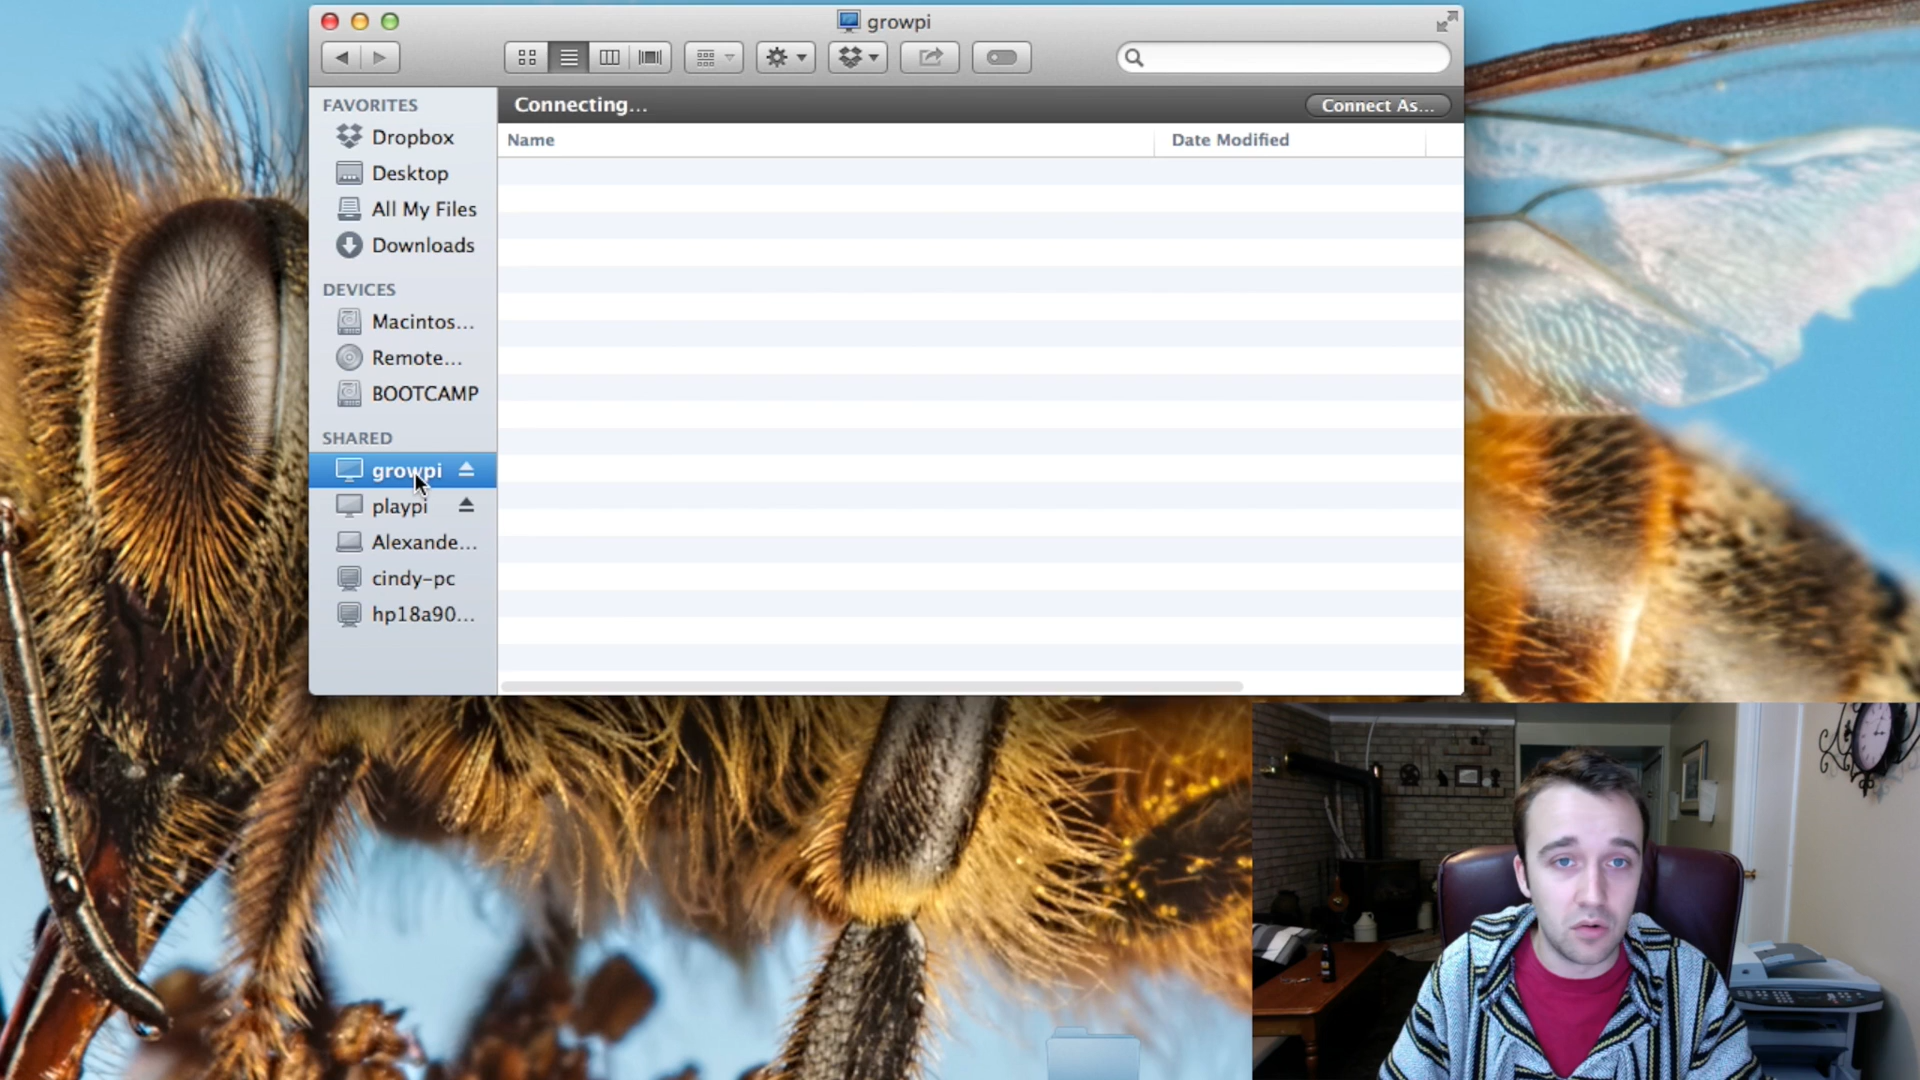 growpi
FAVORITES
Dropbox
Desktop
All My Files
Downloads
DEVICES
Macintos...
Remote...
BOOTCAMP
SHARED
growpi
playpi
Alexande...
cindy-pc
hp18a90...
Connecting...
Connect As...
Name
Date Modified